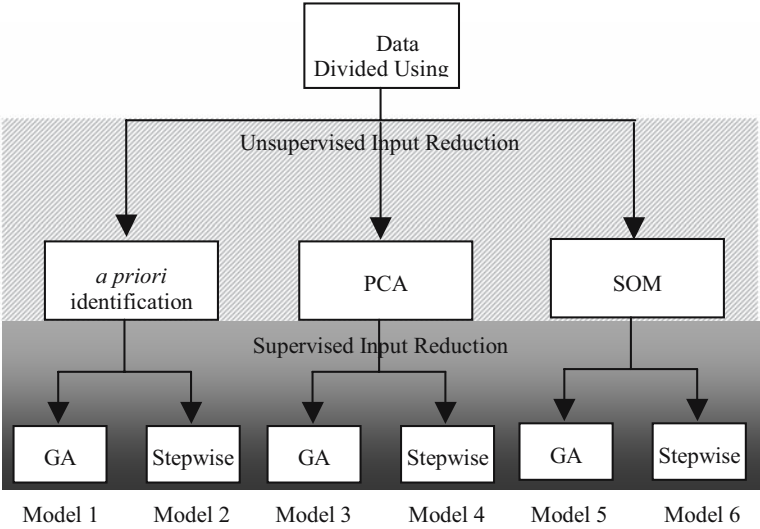 Data
Divided Using
Unsupervised Input Reduction
a priori
identification
PCA
SOM
Supervised Input Reduction
GA
Stepwise
GA
Stepwise
GA
Stepwise
Model 1
Model 2
Model 3
Model 4
Model 5
Model 6